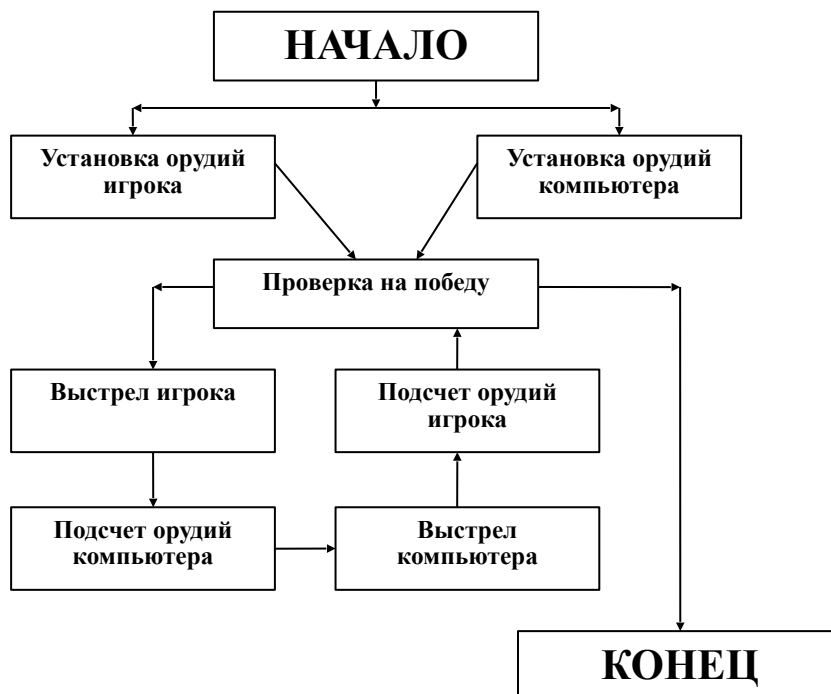 НАЧАЛО
Установка орудий
игрока
Установка орудий
компьютера
Проверка на победу
Выстрел игрока
Подсчет орудий
игрока
Подсчет орудий
компьютера
Выстрел
компьютера
КОНЕЦ